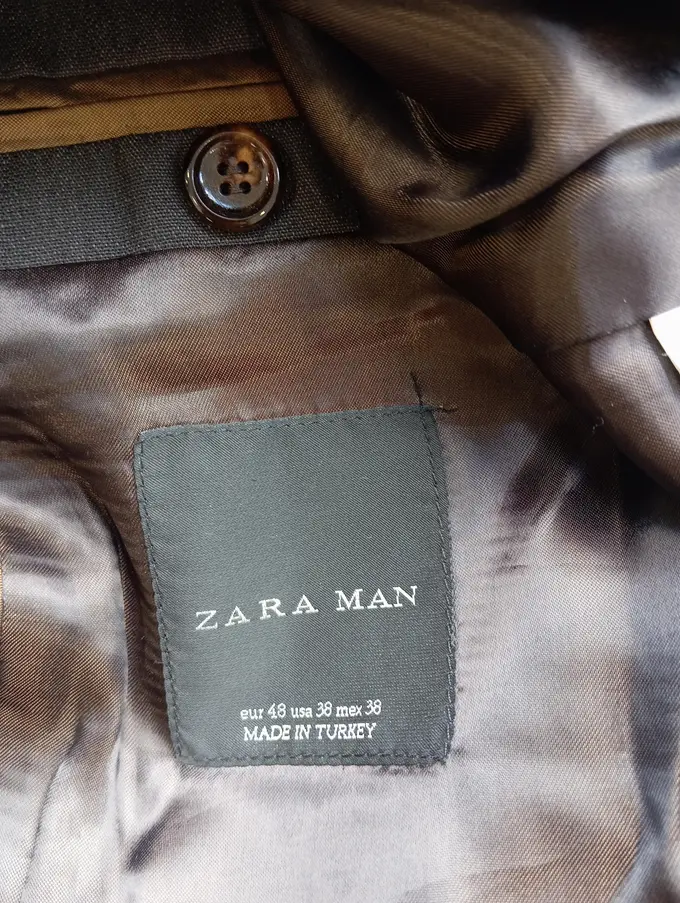 ZARA MAN
eur 48 usa 38 mex 38
MADE IN TURKEY